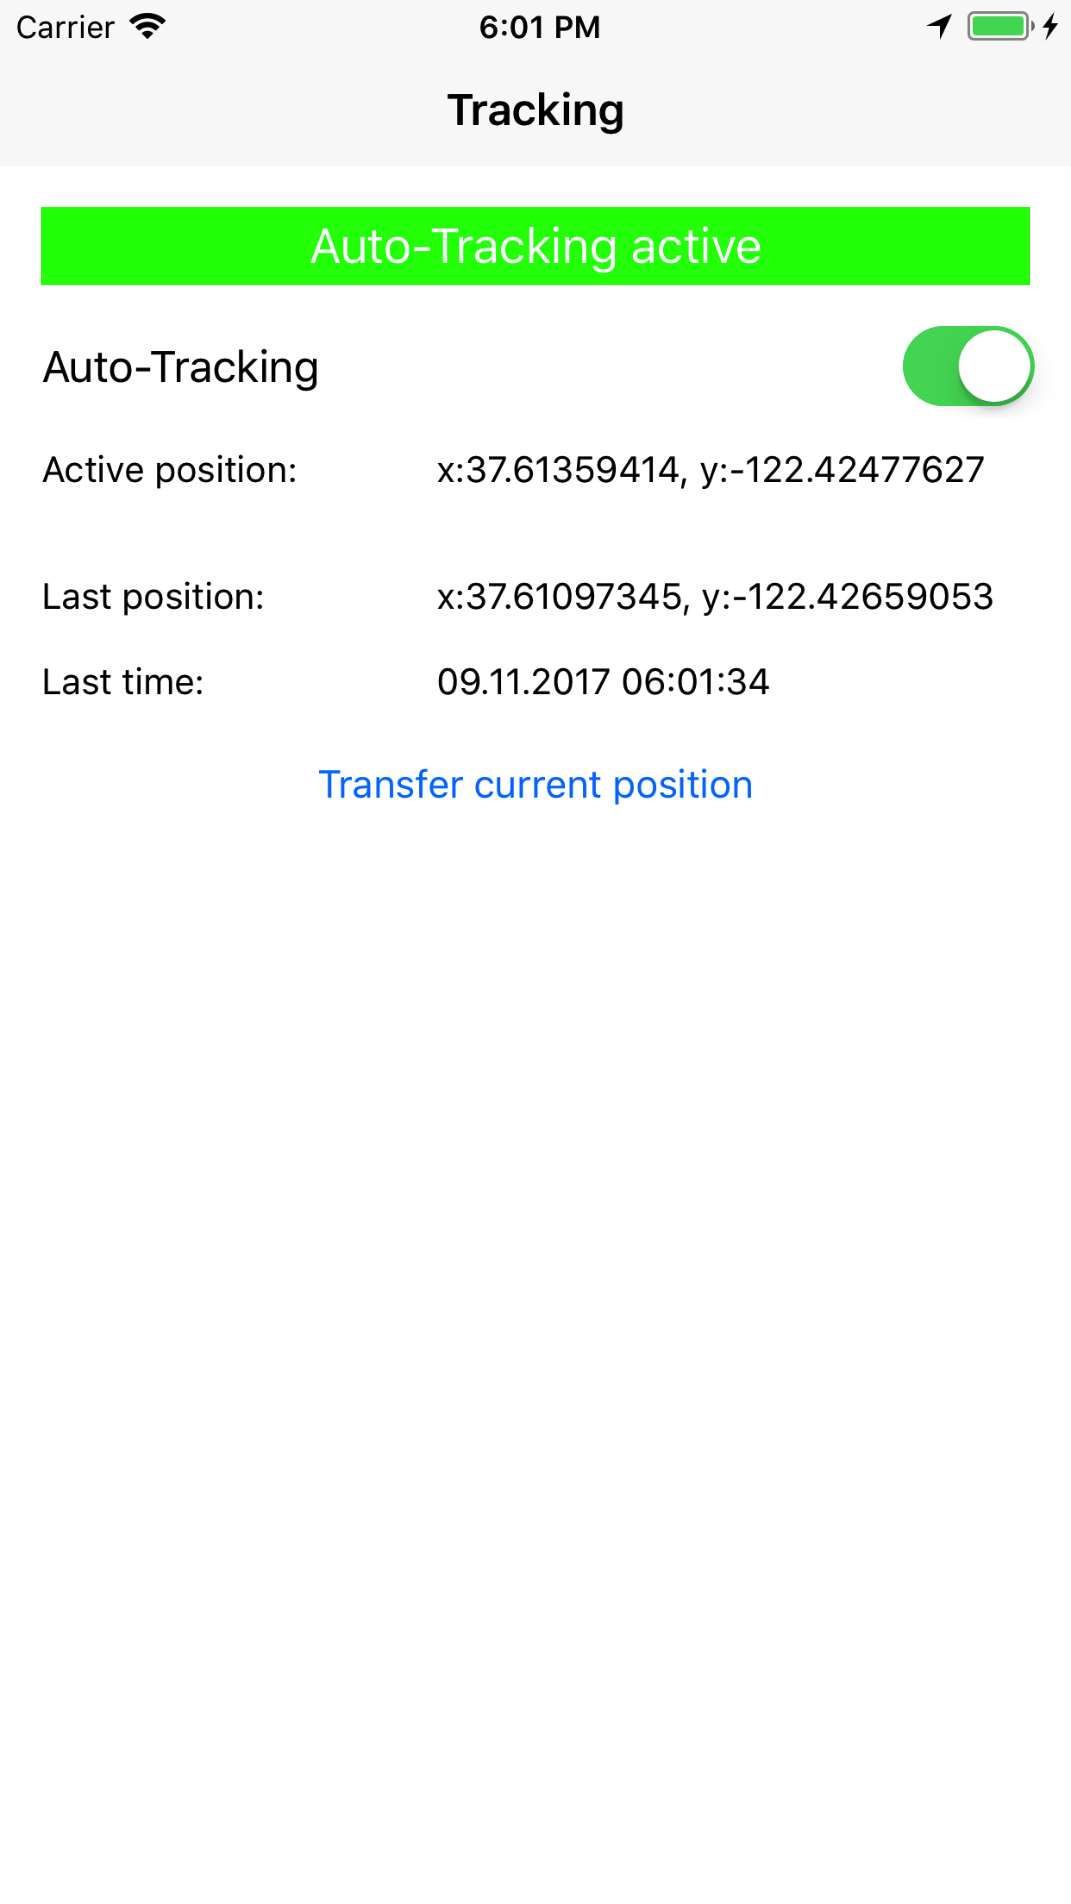 Carrier 6:01 PM
Tracking
Auto-Tracking active
Auto-Tracking
Active position: x:37.61359414, y:-122.42477627
Last position: x:37.61097345, y:-122.42659053
Last time: 09.11.2017 06:01:34
Transfer current position